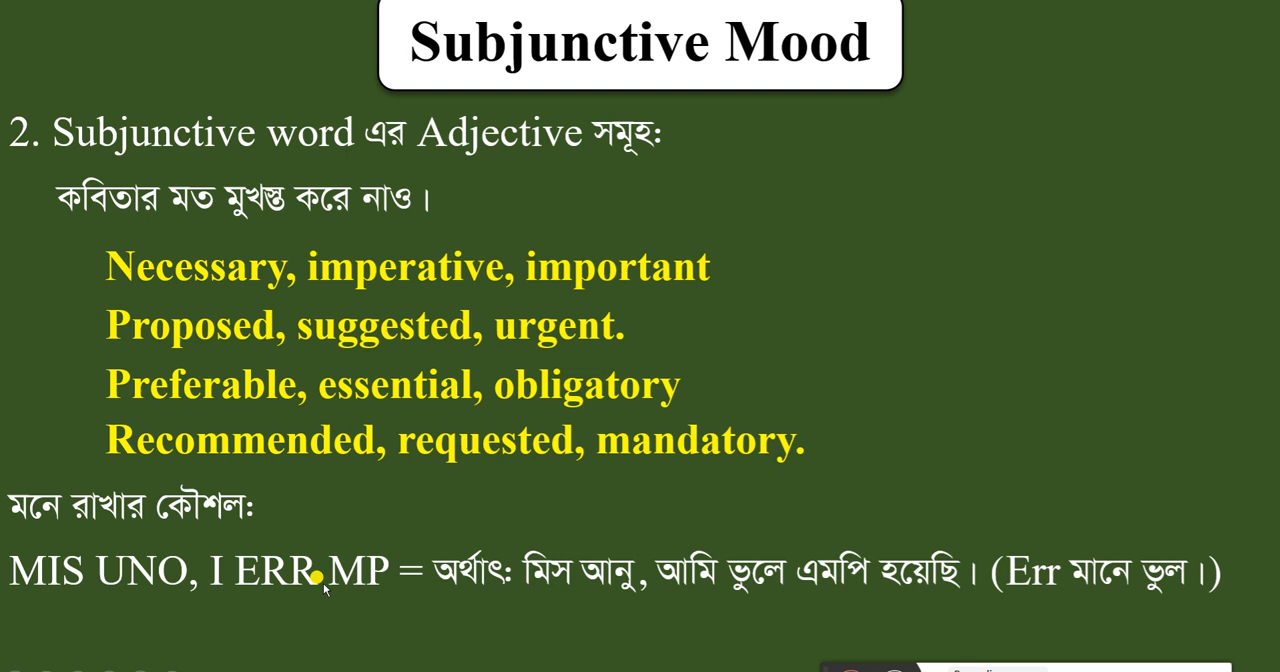 Subjunctive Mood
2. Subjunctive word এর Adjective সমূহঃ
কবিতার মত মুখস্ত করে নাও।
Necessary, imperative, important
Proposed, suggested, urgent.
Preferable, essential, obligatory
Recommended, requested, mandatory.
মনে রাখার কৌশল:
MIS UNO, I ERR MP = অর্থাৎ: মিস আনু, আমি ভুলে এমপি হয়েছি। (Err মানে ভুল।)